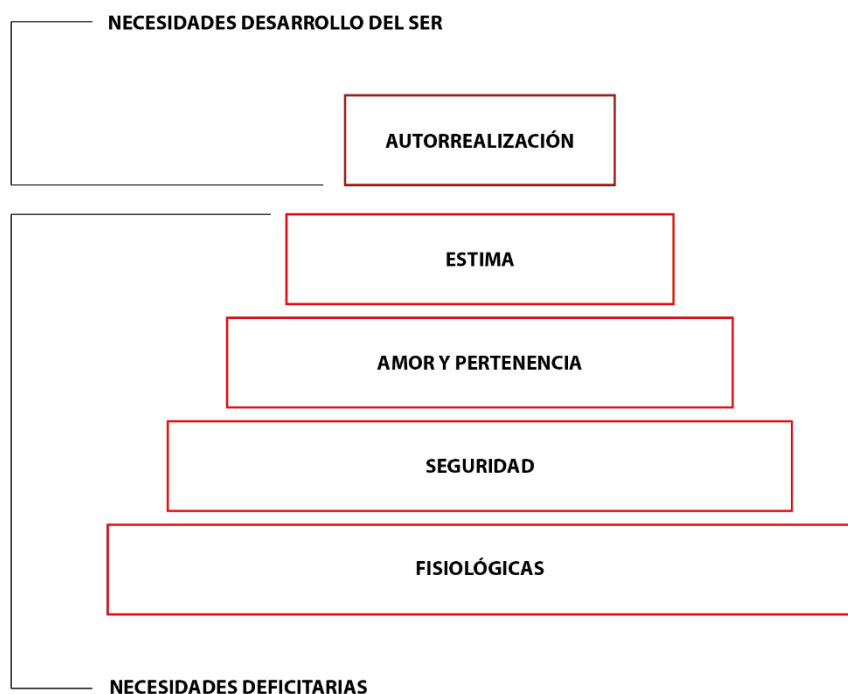 NECESIDADES DESARROLLO DEL SER
AUTORREALIZACIÓN
ESTIMA
AMOR Y PERTENENCIA
SEGURIDAD
FISIOLÓGICAS
NECESIDADES DEFICITARIAS